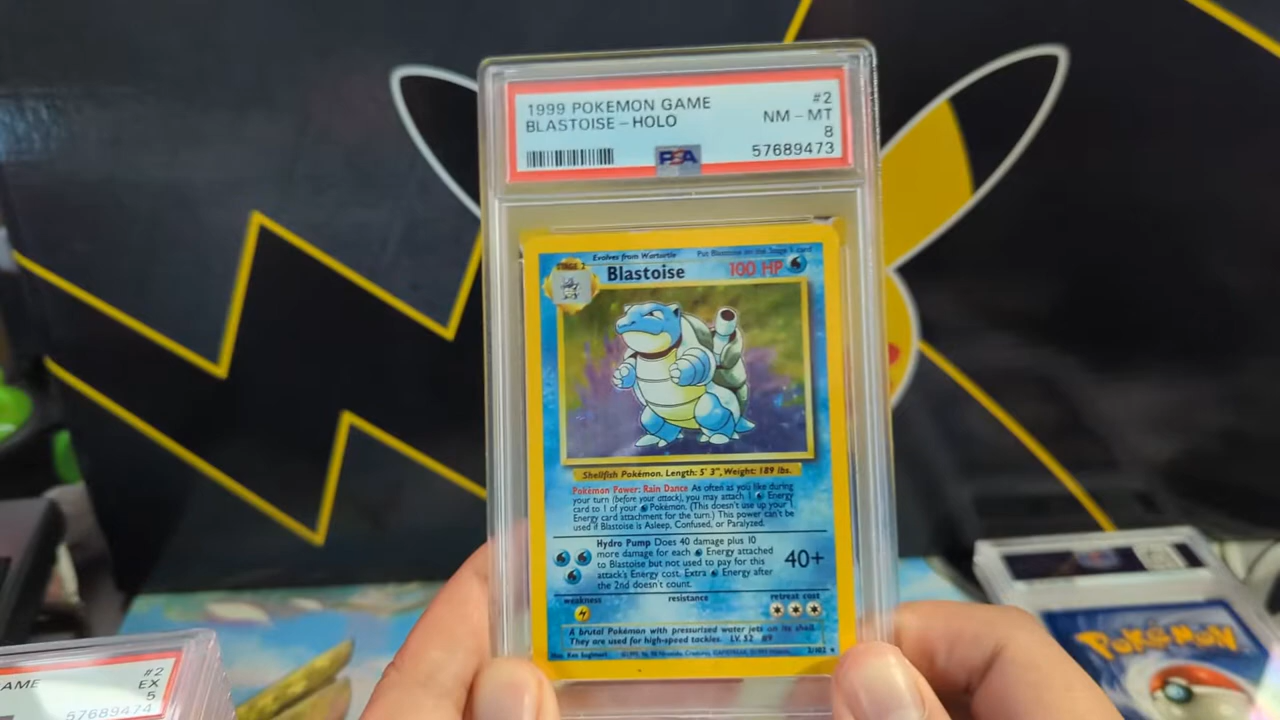 1999 POKEMON GAME
#2
BLASTOISE-HOLO
NM-MT
8
PSA
57689473
Evolves from Wartortle
Put Blastoise on the Stage 1 card
STAGE 2
Blastoise
100 HP
Shellfish Pokémon. Length: 5' 3", Weight: 189 lbs.
Pokémon Power: Rain Dance As often as you like during
your turn (before your attack), you may attach 1 Energy
card to 1 of your Pokémon. (This doesn't use up your 1
Energy card attachment for the turn.) This power can't be
used if Blastoise is Asleep, Confused, or Paralyzed.
Hydro Pump Does 40 damage plus 10
more damage for each Energy attached
to Blastoise but not used to pay for this
attack's Energy cost. Extra Energy after
the 2nd doesn't count.
40+
weakness
resistance
retreat cost
A brutal Pokémon with pressurized water jets on its shell.
They are used for high-speed tackles. LV. 52 #9
Illus. Ken Sugimori
2/102
AME
#2
EX
5
57689474
POKéMON